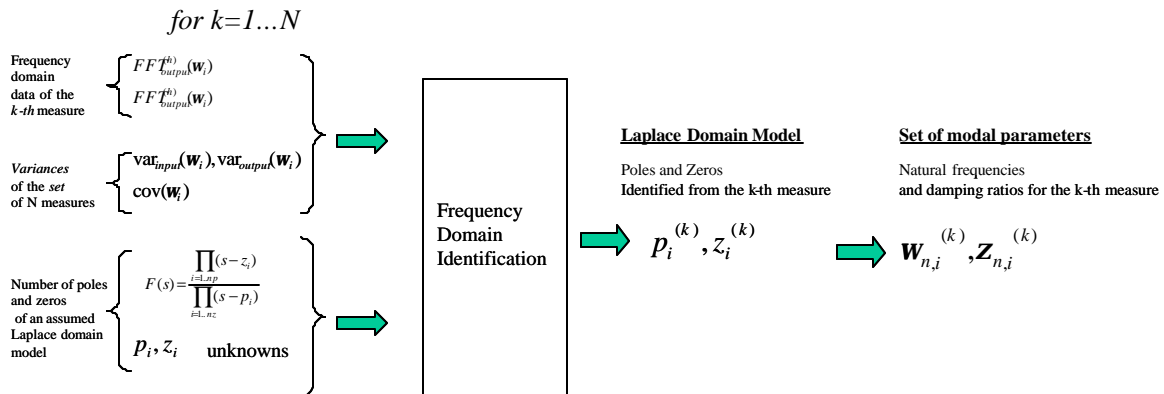 for k=1...N
Frequency
domain
data of the
k-th measure
FFT_output^(h)(w_i)
FFT_output^(h)(w_i)
Variances
of the set
of N measures
var_input(w_i), var_output(w_i)
cov(w_i)
Number of poles
and zeros
of an assumed
Laplace domain
model
F(s) = ∏_{i=1..np}(s-z_i) / ∏_{i=1..nz}(s-p_i)
p_i, z_i unknowns
Frequency
Domain
Identification
Laplace Domain Model
Poles and Zeros
Identified from the k-th measure
p_i^(k), z_i^(k)
Set of modal parameters
Natural frequencies
and damping ratios for the k-th measure
w_{n,i}^(k), z_{n,i}^(k)